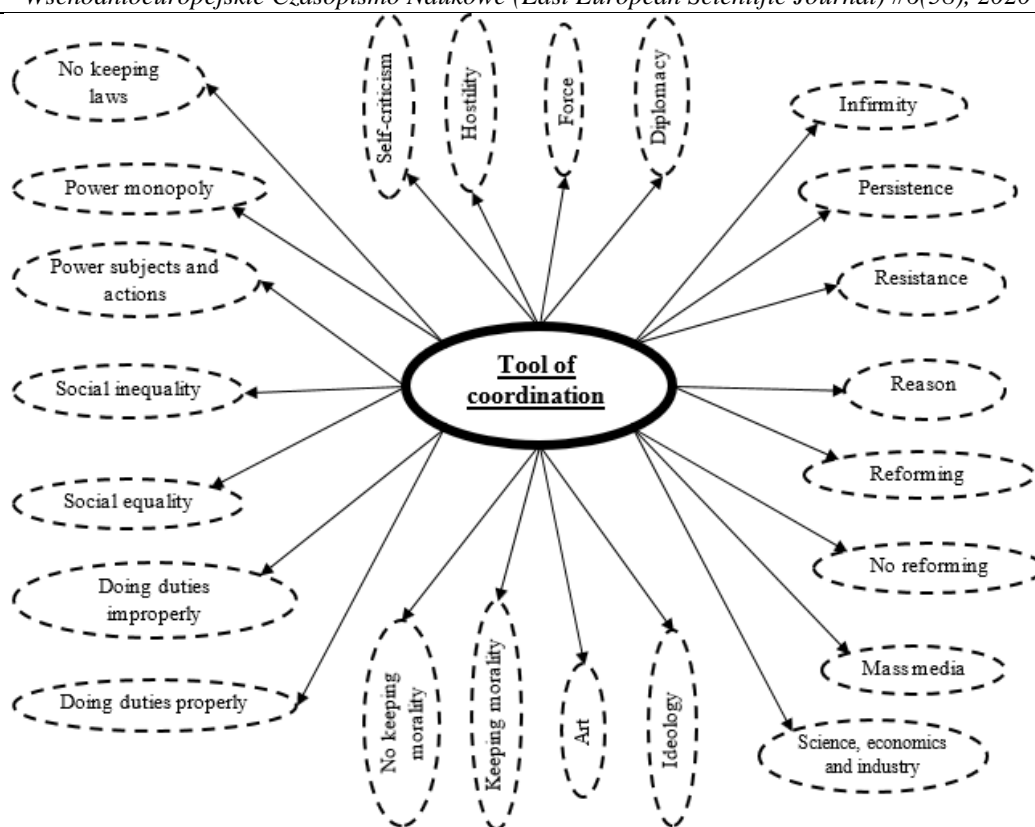 Wschodnioeuropejskie Czasopismo Naukowe (East European Scientific Journal) #6(58), 2020
No keeping
laws
Self-criticism
Hostility
Force
Diplomacy
Infirmity
Power monopoly
Persistence
Power subjects and
actions
Resistance
Tool of
coordination
Social inequality
Reason
Reforming
Social equality
No reforming
Doing duties
improperly
Mass media
Doing duties properly
No keeping
morality
Keeping morality
Art
Ideology
Science, economics
and industry